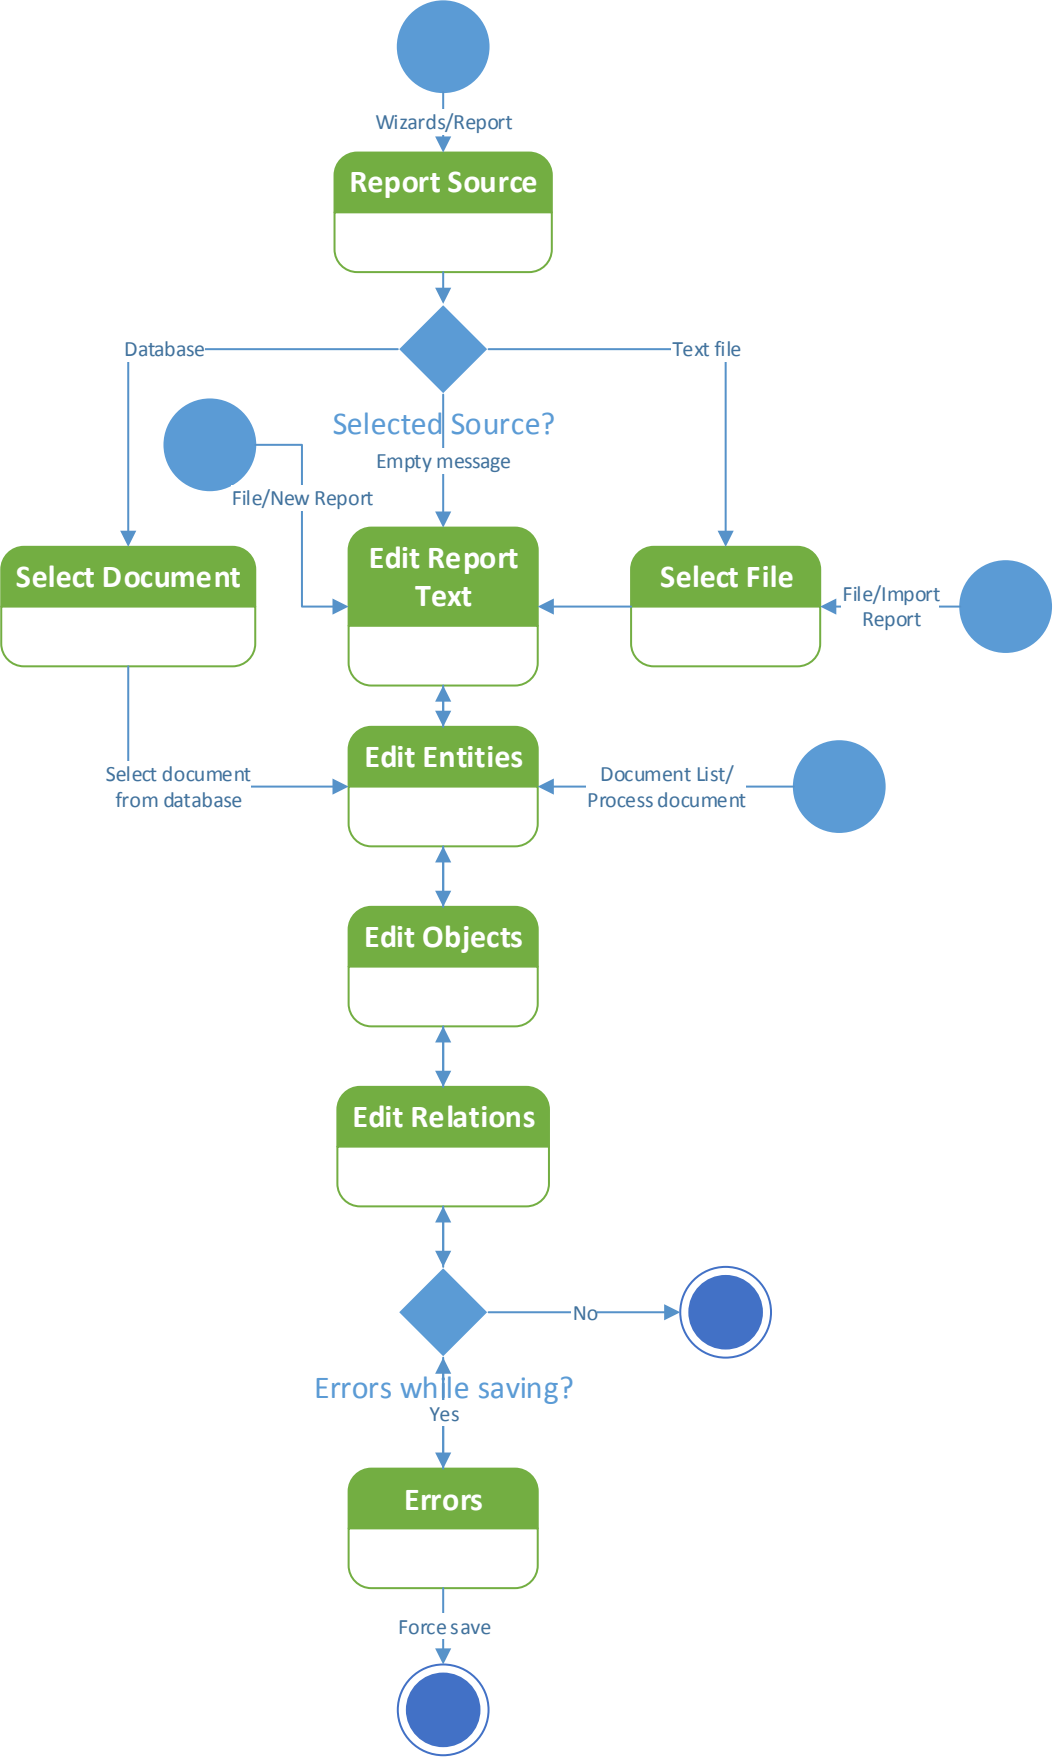 Wizards/Report
Report Source
Database
Text file
Selected Source?
Empty message
File/New Report
Select Document
Edit Report
Text
Select File
File/Import
Report
Edit Entities
Select document
from database
Document List/
Process document
Edit Objects
Edit Relations
No
Errors while saving?
Yes
Errors
Force save